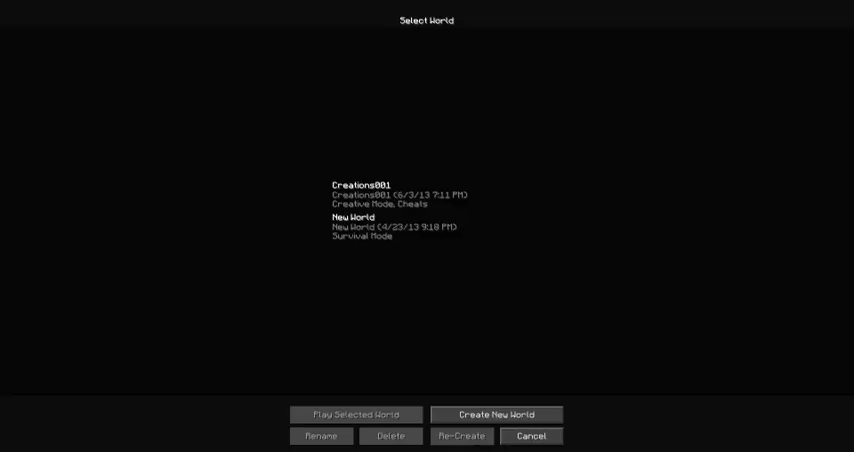 Select World
Creations001
Creations001 (6/3/13 7:11 PM)
Creative Mode, Cheats
New World
New World (4/23/13 9:18 PM)
Survival Mode
Play Selected World
Create New World
Rename
Delete
Re-Create
Cancel